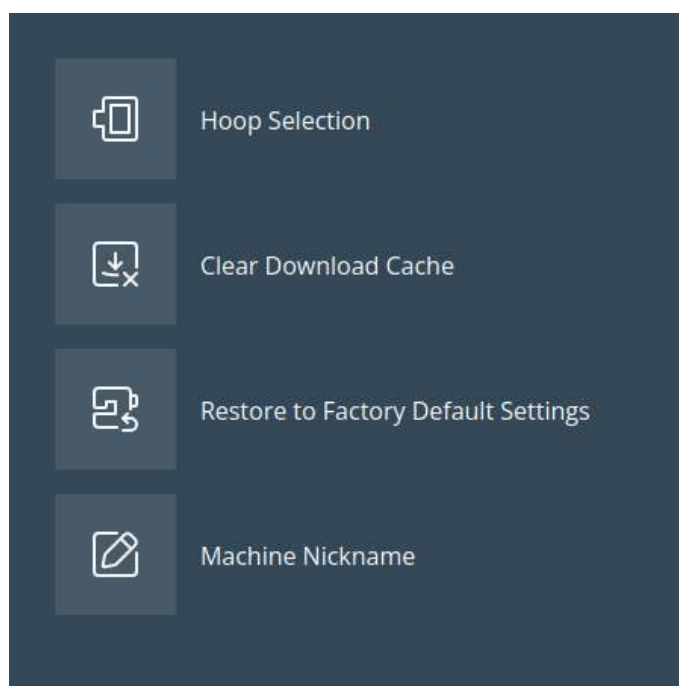 Hoop Selection
Clear Download Cache
Restore to Factory Default Settings
Machine Nickname